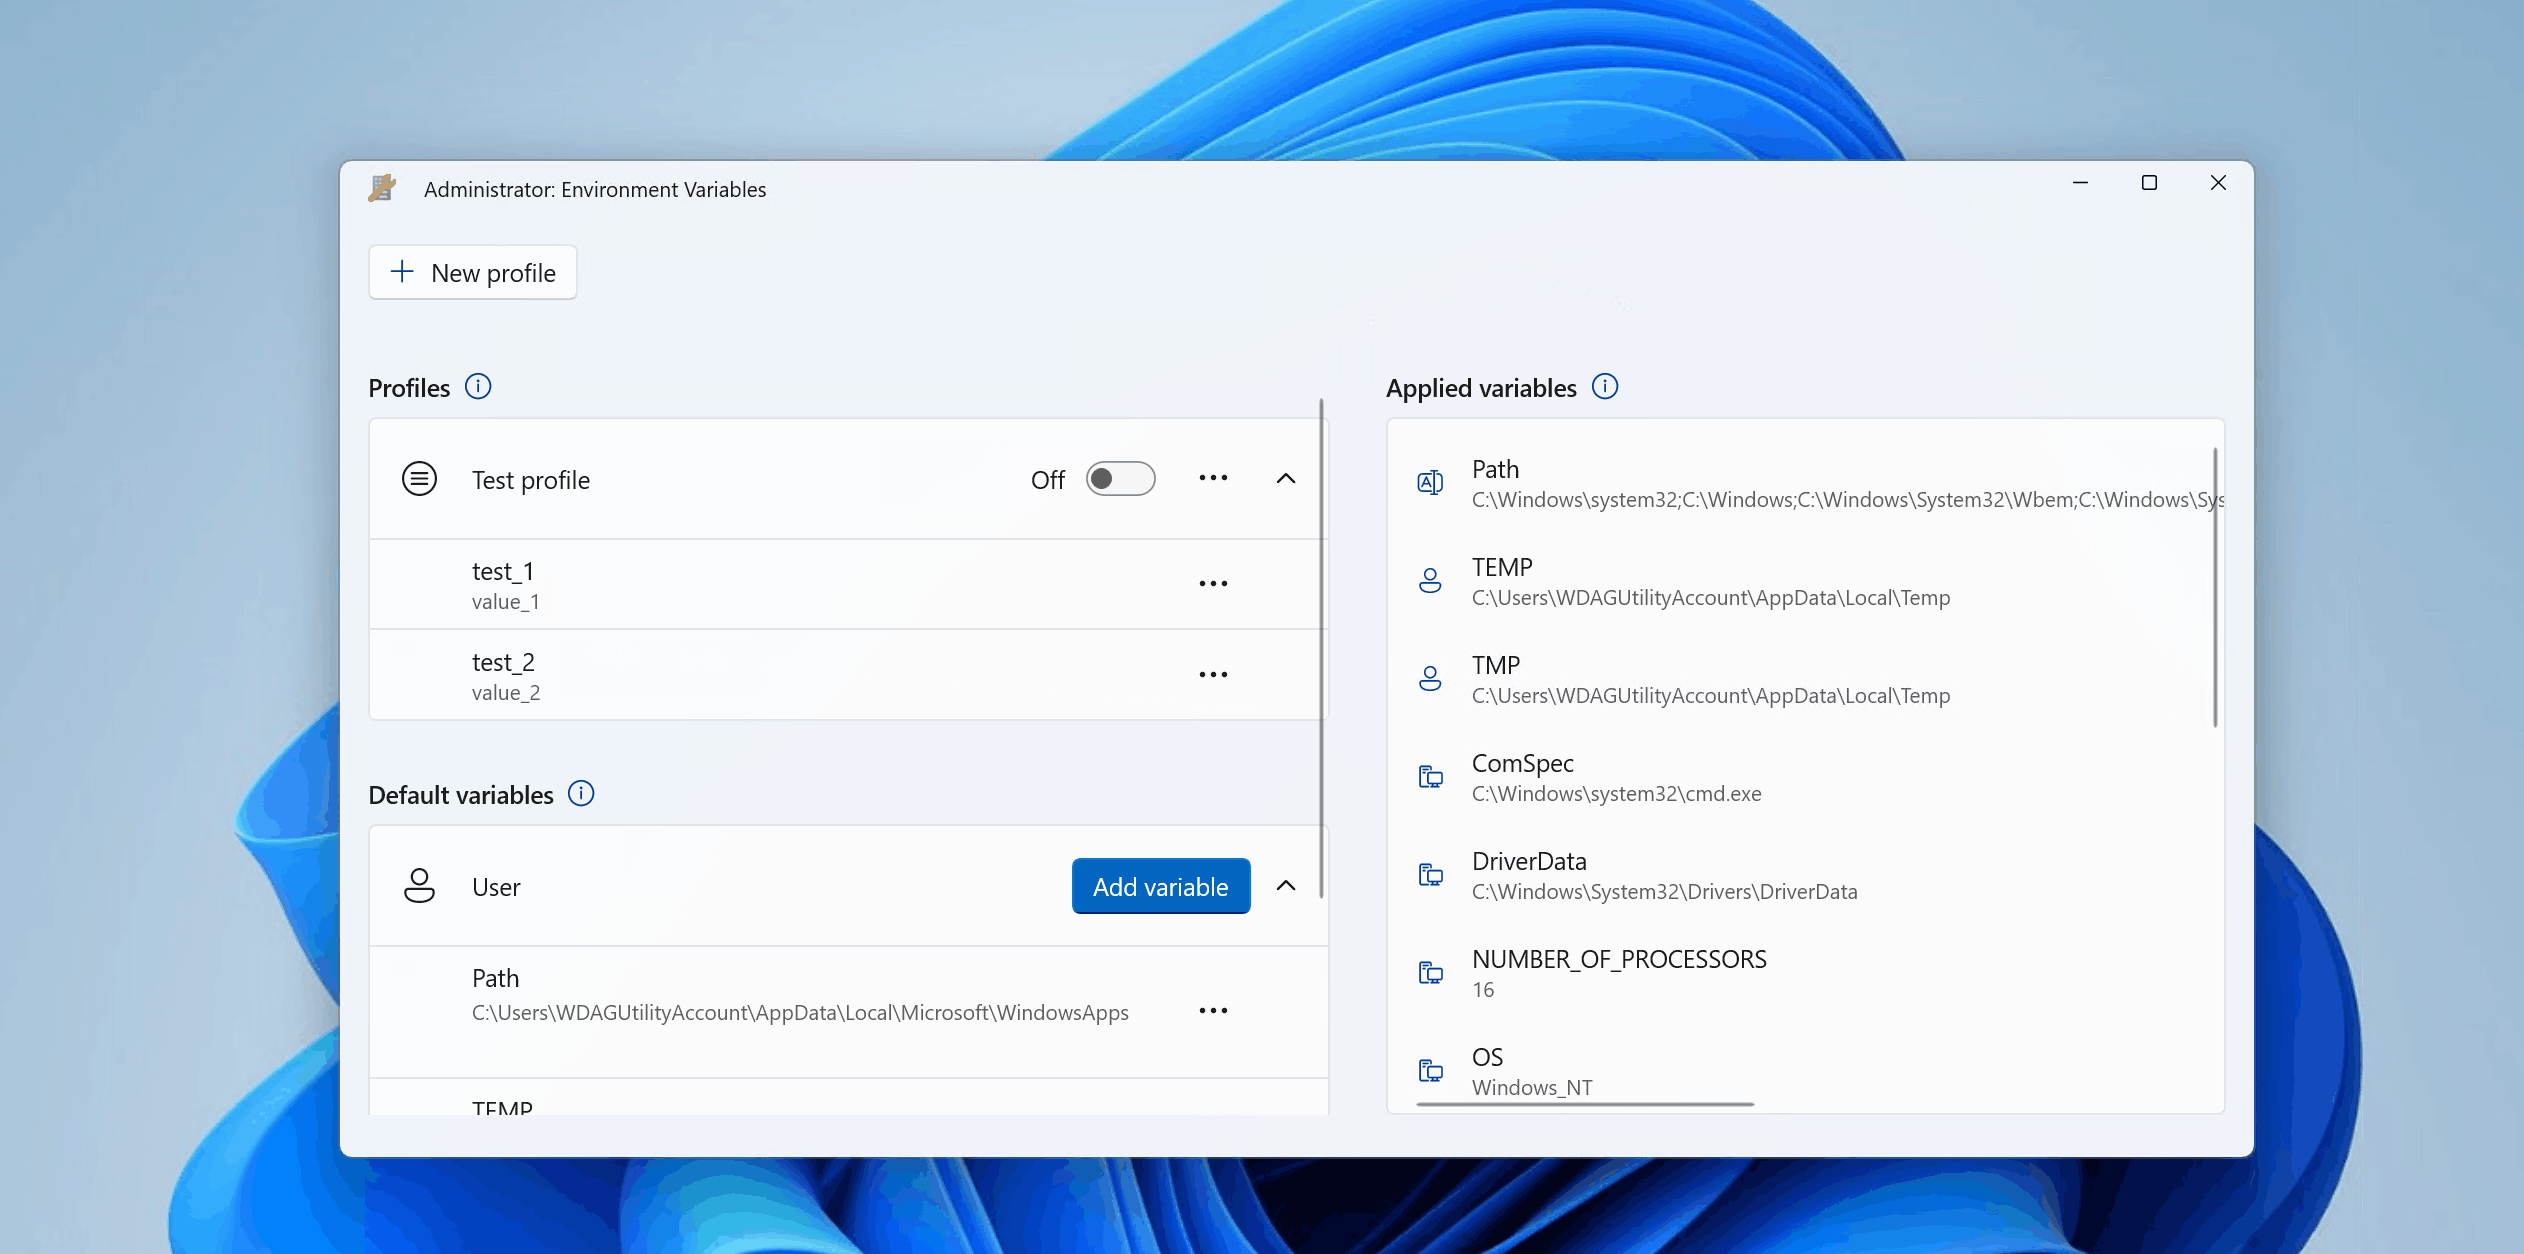 Administrator: Environment Variables
New profile
Profiles
Test profile
Off
test_1
value_1
test_2
value_2
Default variables
User
Add variable
Path
C:\Users\WDAGUtilityAccount\AppData\Local\Microsoft\WindowsApps
TEMP
Applied variables
Path
C:\Windows\system32;C:\Windows;C:\Windows\System32\Wbem;C:\Windows\Sys
TEMP
C:\Users\WDAGUtilityAccount\AppData\Local\Temp
TMP
C:\Users\WDAGUtilityAccount\AppData\Local\Temp
ComSpec
C:\Windows\system32\cmd.exe
DriverData
C:\Windows\System32\Drivers\DriverData
NUMBER_OF_PROCESSORS
16
OS
Windows_NT